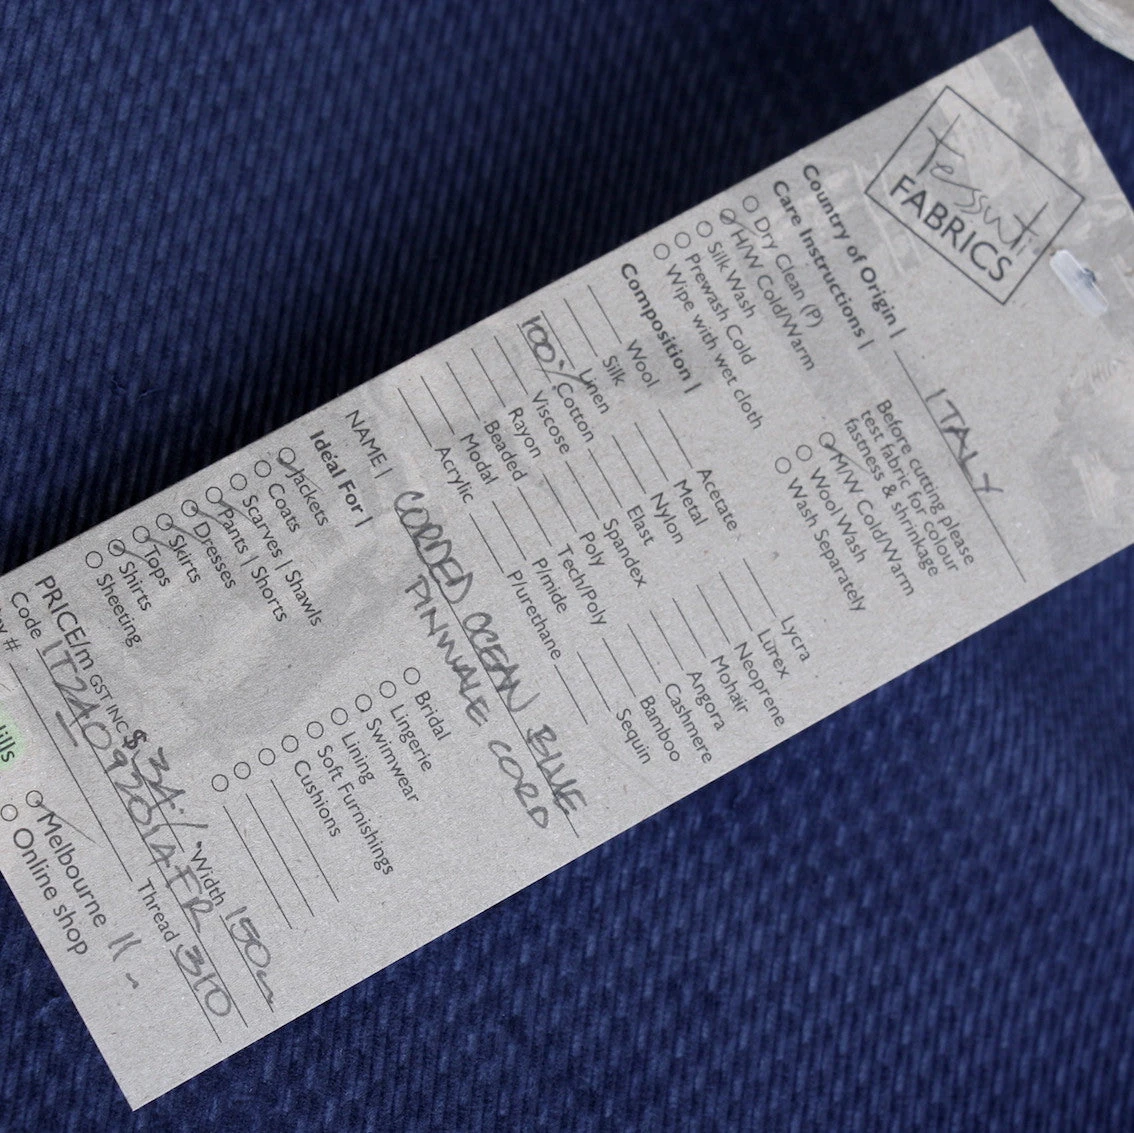 tessuti
FABRICS
Country of Origin | ITALY
Care Instructions |
Dry Clean (P)
H/W Cold/Warm
Silk Wash
Prewash Cold
Wipe with wet cloth
Before cutting please
test fabric for colour
fastness & shrinkage
H/W Cold/Warm
Wool Wash
Wash Separately
Composition |
Wool
Silk
Linen
100% Cotton
Viscose
Rayon
Beaded
Modal
Acrylic
Acetate
Metal
Nylon
Elast
Spandex
Poly
Tech/Poly
P/mide
P/urethane
Lycra
Lurex
Neoprene
Mohair
Angora
Cashmere
Bamboo
Sequin
NAME | CORDED OCEAN BLUE
PINWALE CORD
Ideal For |
Jackets
Coats
Scarves | Shawls
Pants | Shorts
Dresses
Skirts
Tops
Shirts
Sheeting
Bridal
Lingerie
Swimwear
Lining
Soft Furnishings
Cushions
PRICE/m GST INC $ 34.- Width 150cm
Code IT24092014FR Thread 310
#
ills
Melbourne 11-
Online shop